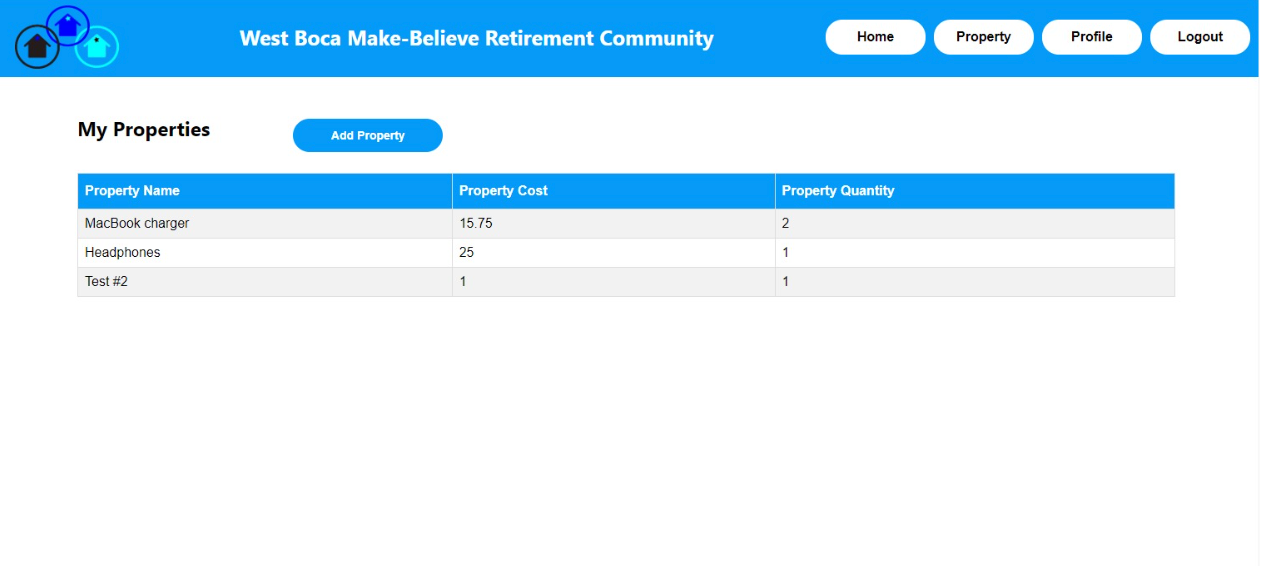 West Boca Make-Believe Retirement Community Home Property Profile Logout
My Properties Add Property
Property Name Property Cost Property Quantity
MacBook charger 15.75 2
Headphones 25 1
Test #2 1 1